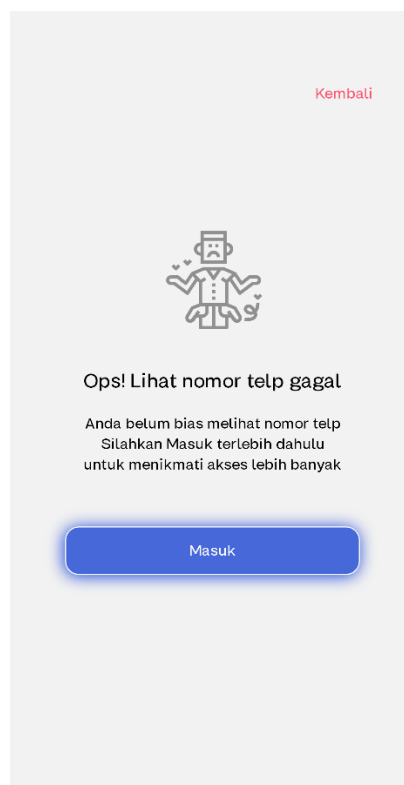 Kembali
Ops! Lihat nomor telp gagal
Anda belum bias melihat nomor telp
Silahkan Masuk terlebih dahulu
untuk menikmati akses lebih banyak
Masuk